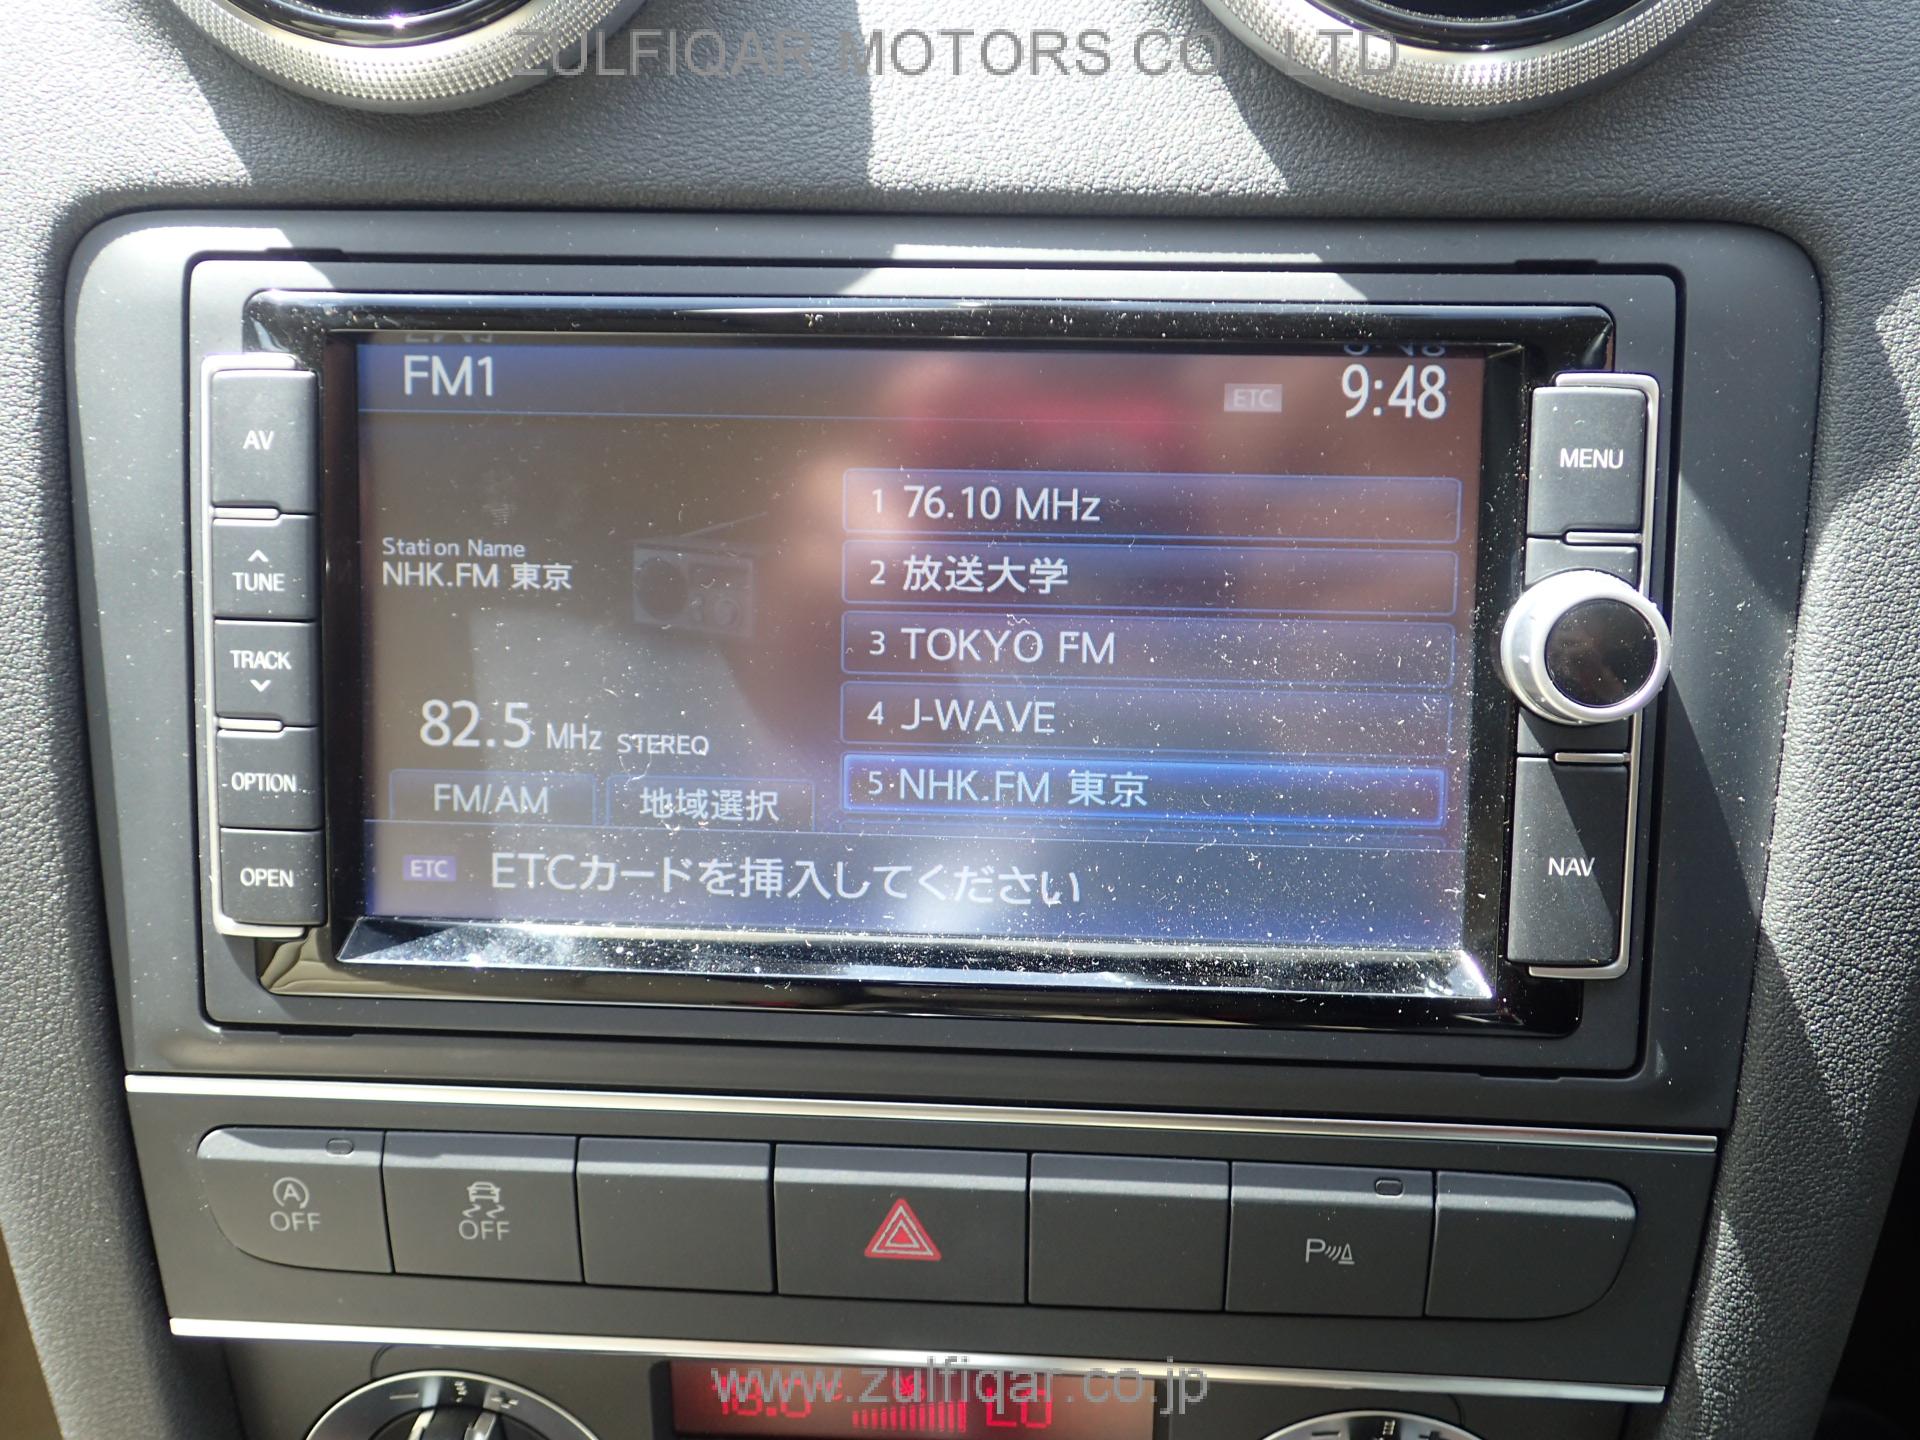 ZULFIQAR MOTORS CO., LTD
FM1
ETC
9:48
AV
TUNE
TRACK
OPTION
OPEN
MENU
NAV
Station Name
NHK.FM 東京
82.5 MHz STEREO
FM/AM
地域選択
1 76.10 MHz
2 放送大学
3 TOKYO FM
4 J-WAVE
5 NHK.FM 東京
ETC ETCカードを挿入してください
A OFF
OFF
P
www.zulfiqar.co.jp
LO